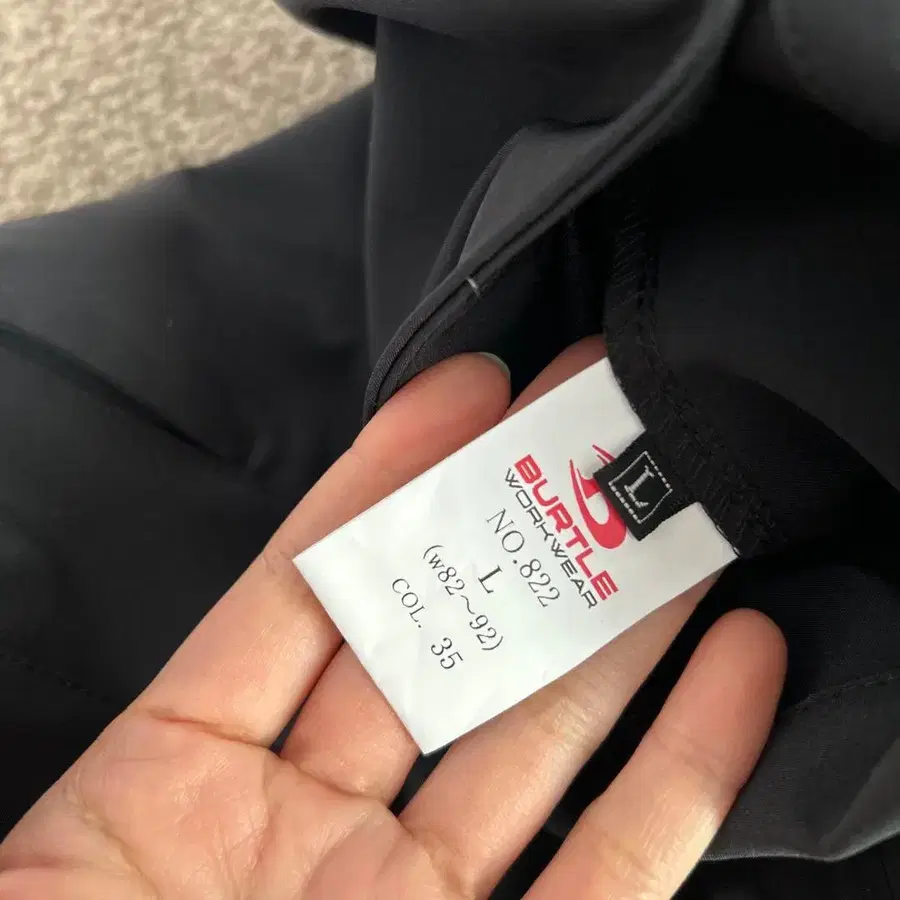 L
BURTLE
WORKWEAR
NO.822
L
(w82～92)
COL. 35